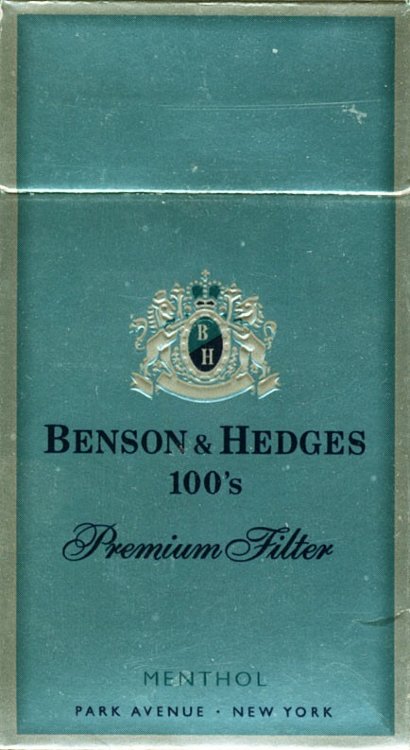 B
H
BENSON & HEDGES
100's
Premium Filter
MENTHOL
PARK AVENUE · NEW YORK